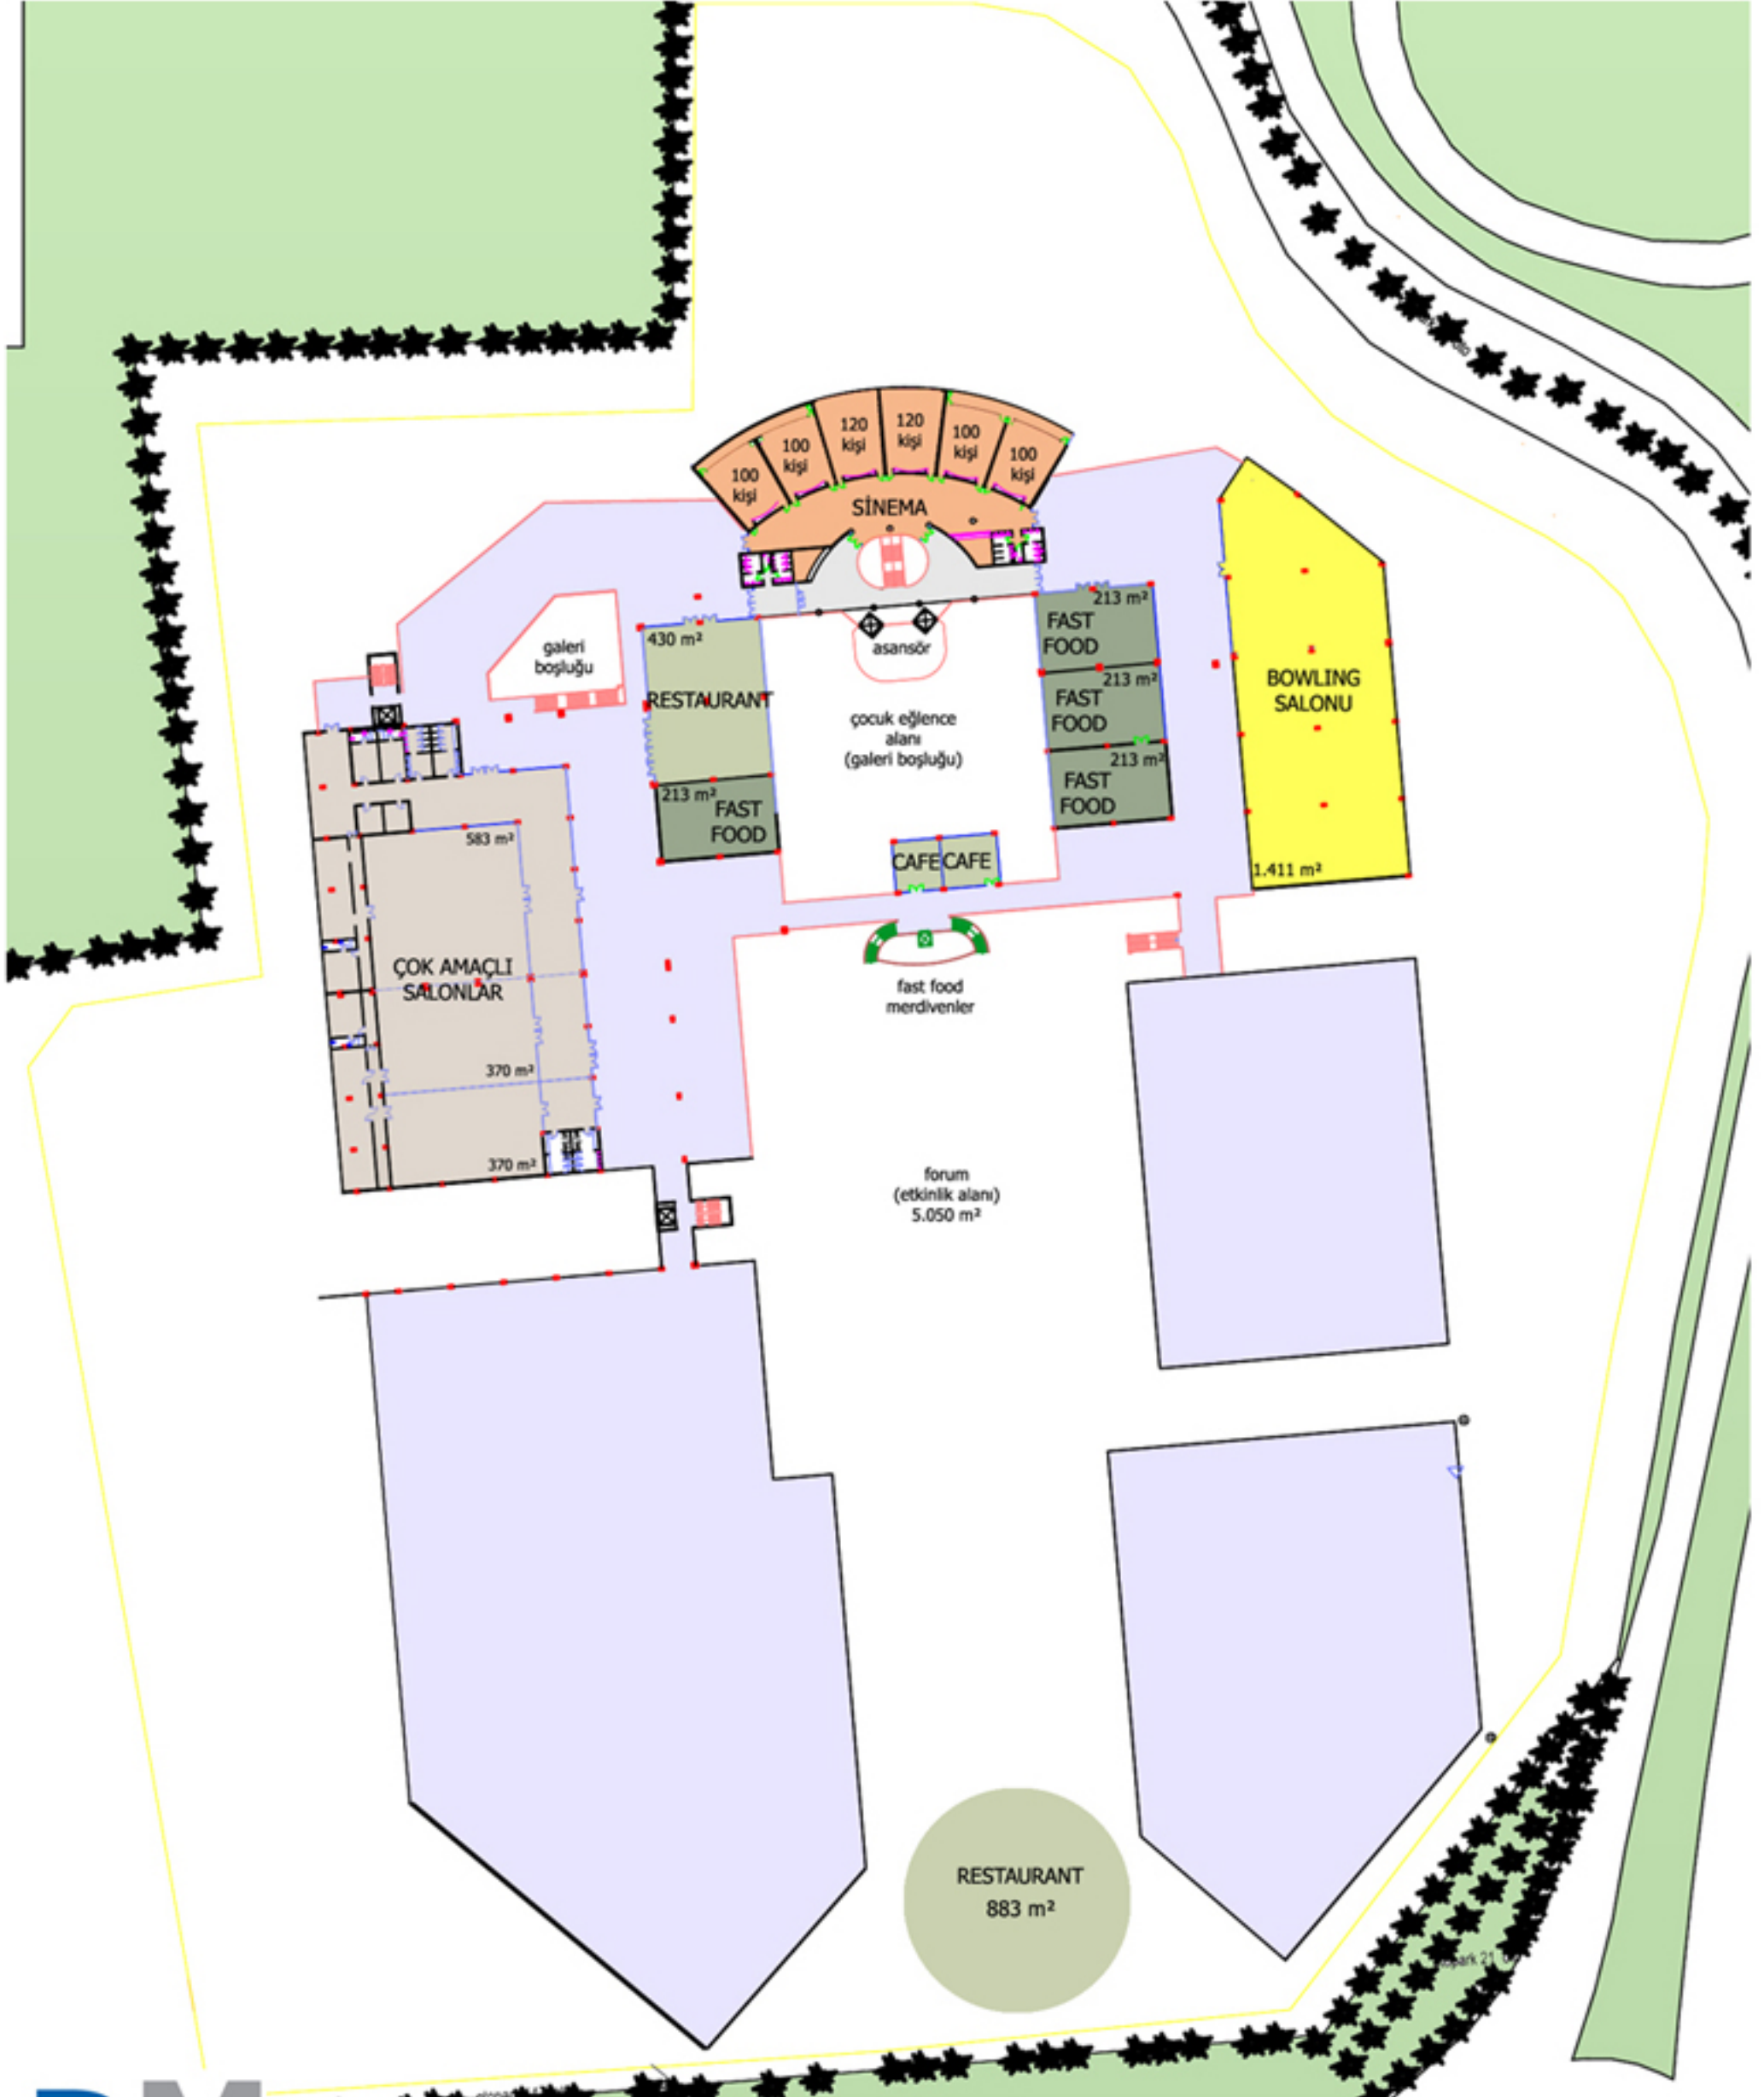 100
kişi
100
kişi
120
kişi
120
kişi
100
kişi
100
kişi
SİNEMA
galeri
boşluğu
430 m²
RESTAURANT
213 m²
FAST
FOOD
asansör
çocuk eğlence
alanı
(galeri boşluğu)
213 m²
FAST
FOOD
213 m²
FAST
FOOD
213 m²
FAST
FOOD
BOWLING
SALONU
1.411 m²
CAFE
CAFE
583 m²
ÇOK AMAÇLI
SALONLAR
370 m²
370 m²
fast food
merdivenler
forum
(etkinlik alanı)
5.050 m²
RESTAURANT
883 m²